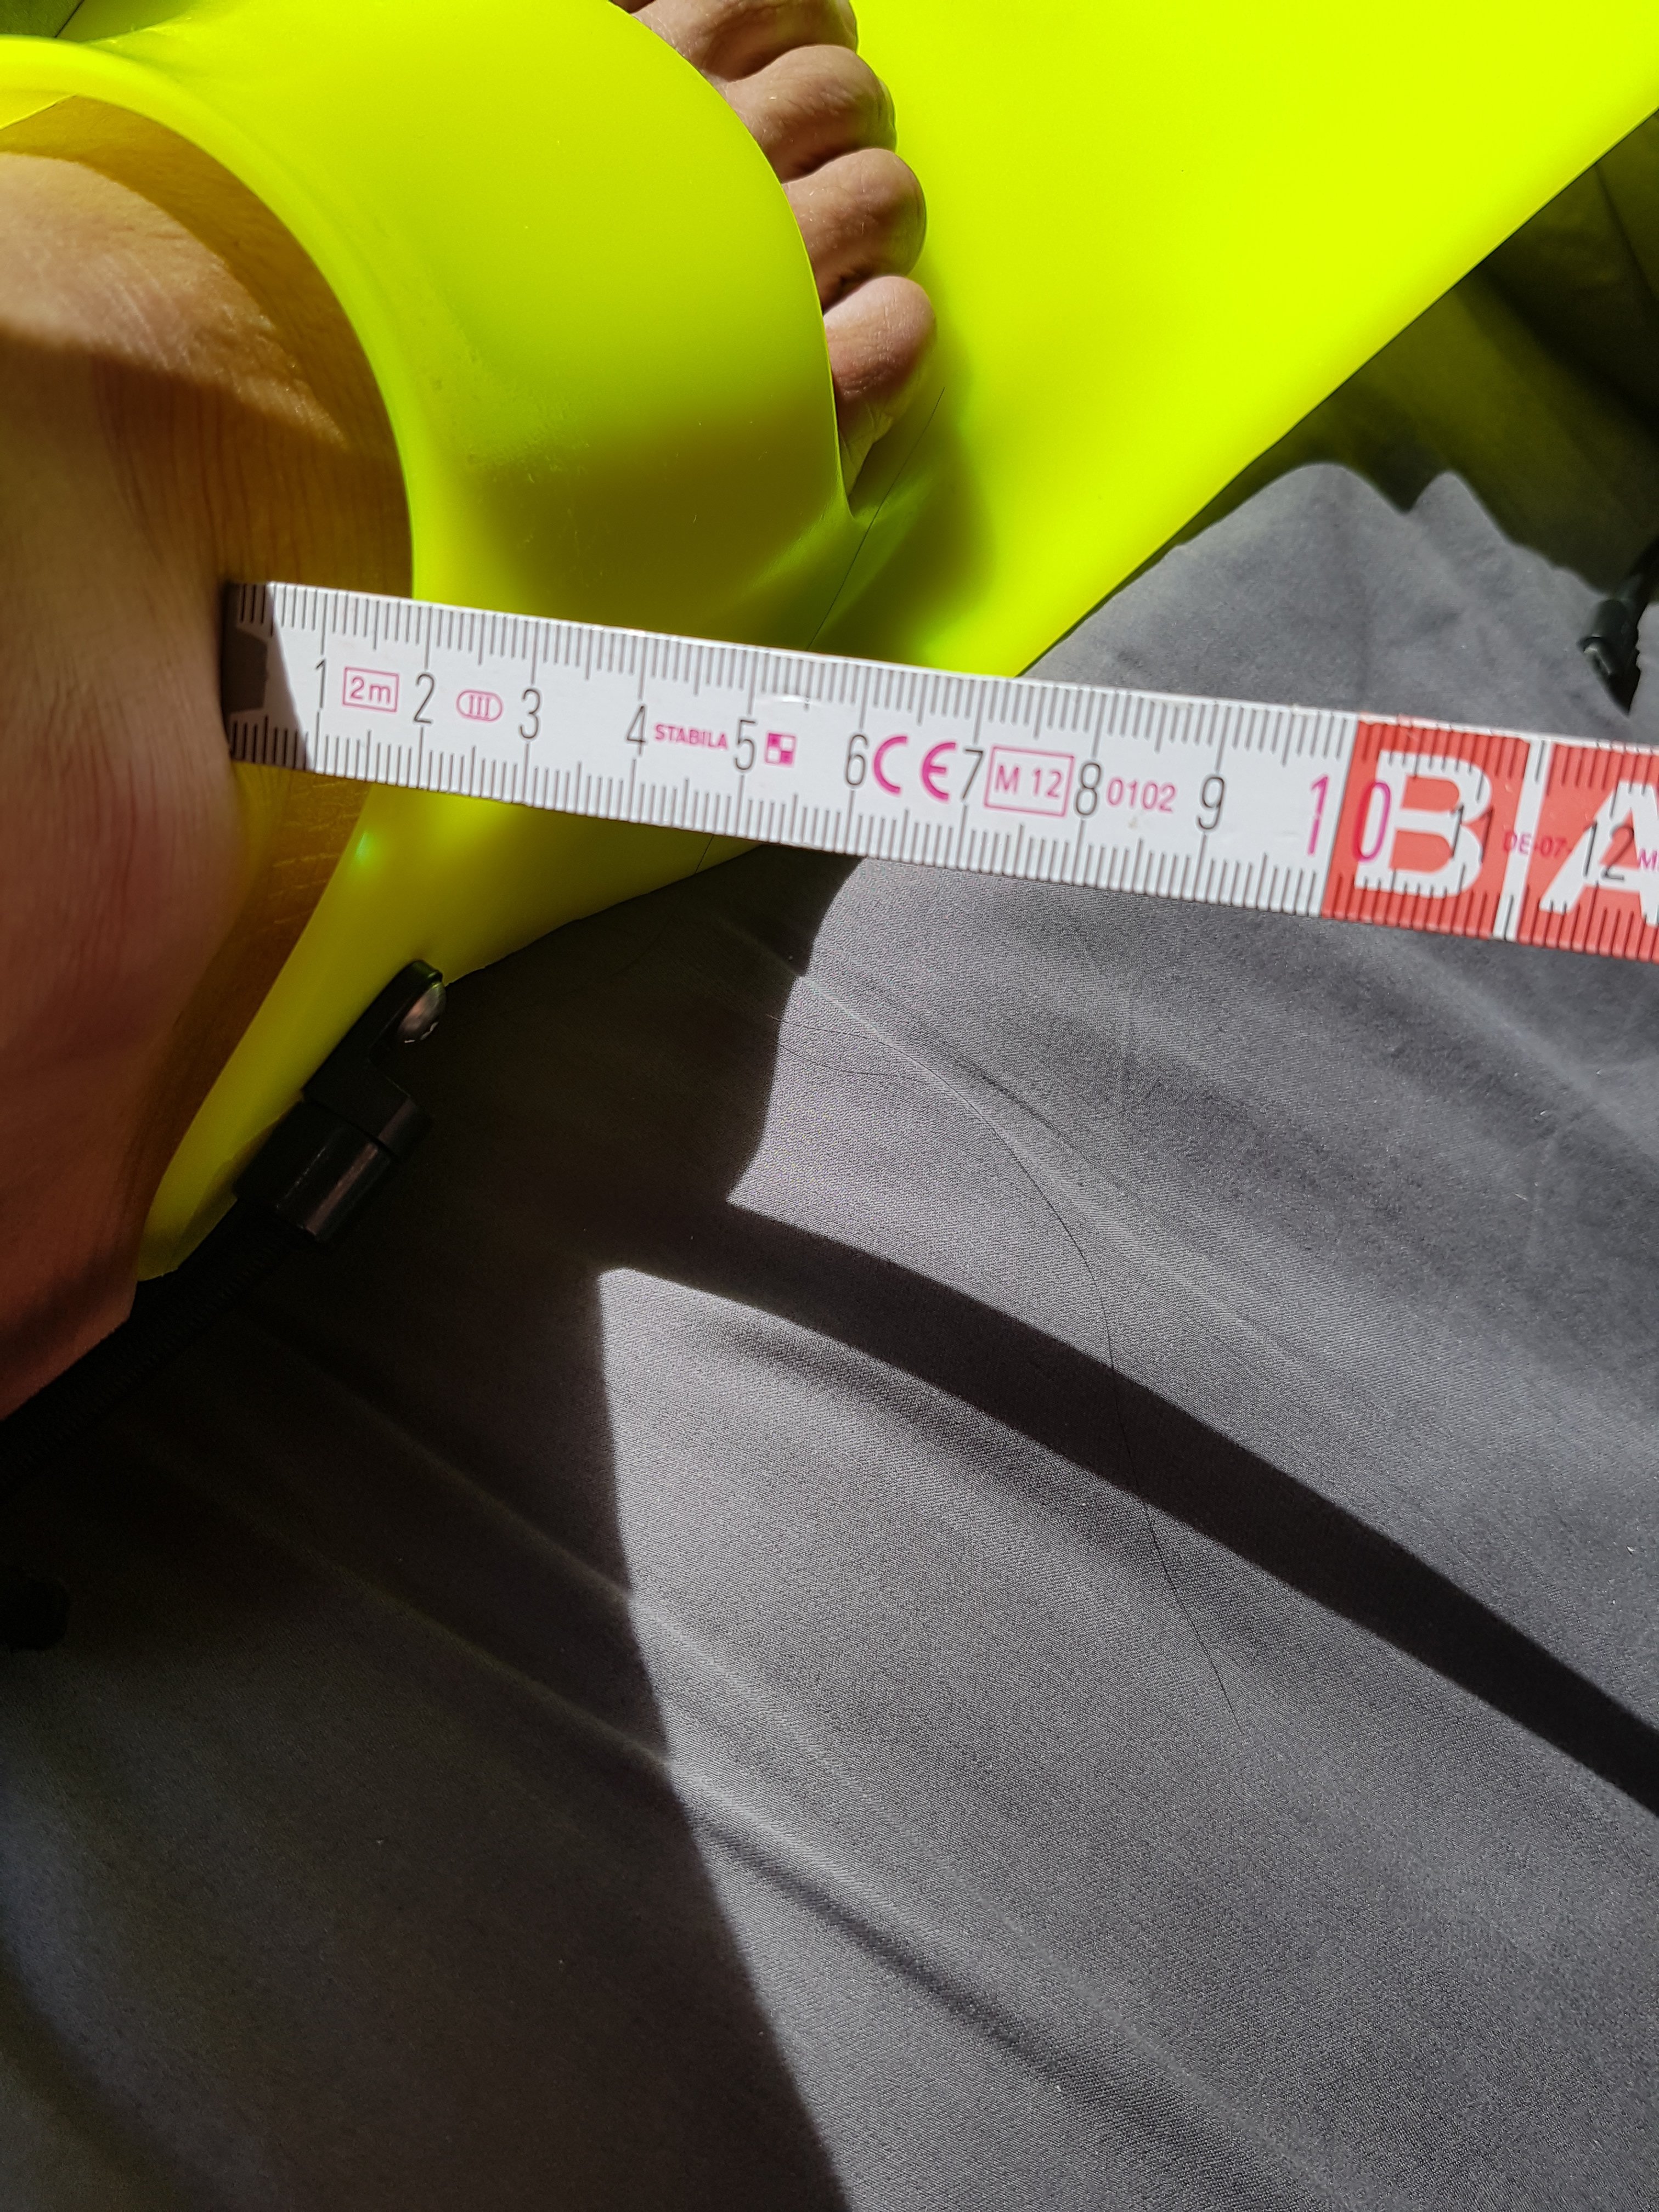 1 2m 2 III 3 4 STABILA 5 6 CE 7 M 12 8 0102 9 10 11 DE-07- 12 M
BA